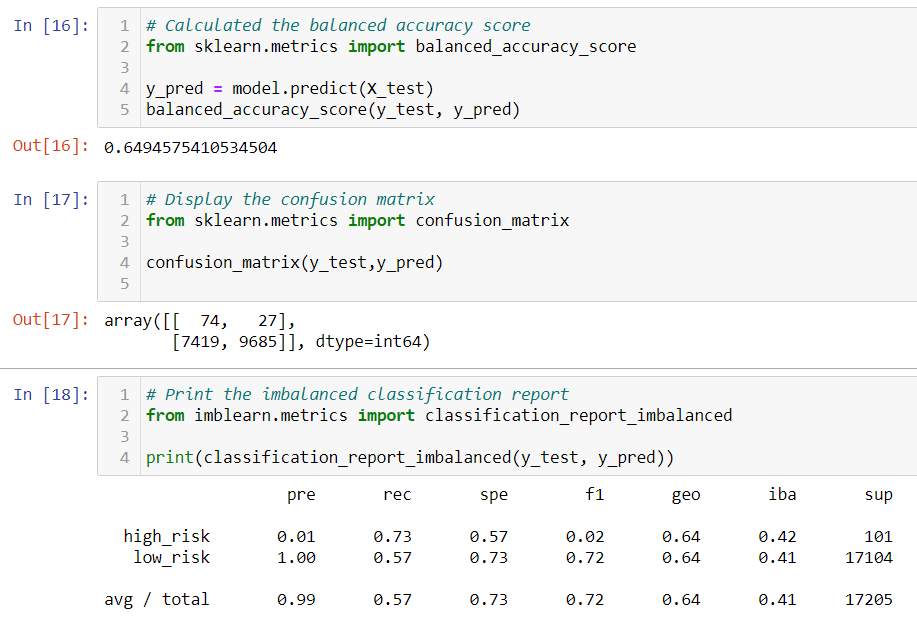 In [16]:
1 # Calculated the balanced accuracy score
2 from sklearn.metrics import balanced_accuracy_score
3
4 y_pred = model.predict(X_test)
5 balanced_accuracy_score(y_test, y_pred)
Out[16]: 0.6494575410534504
In [17]:
1 # Display the confusion matrix
2 from sklearn.metrics import confusion_matrix
3
4 confusion_matrix(y_test,y_pred)
5
Out[17]: array([[  74,   27],
       [7419, 9685]], dtype=int64)
In [18]:
1 # Print the imbalanced classification report
2 from imblearn.metrics import classification_report_imbalanced
3
4 print(classification_report_imbalanced(y_test, y_pred))
pre rec spe f1 geo iba sup
high_risk 0.01 0.73 0.57 0.02 0.64 0.42 101
low_risk 1.00 0.57 0.73 0.72 0.64 0.41 17104
avg / total 0.99 0.57 0.73 0.72 0.64 0.41 17205